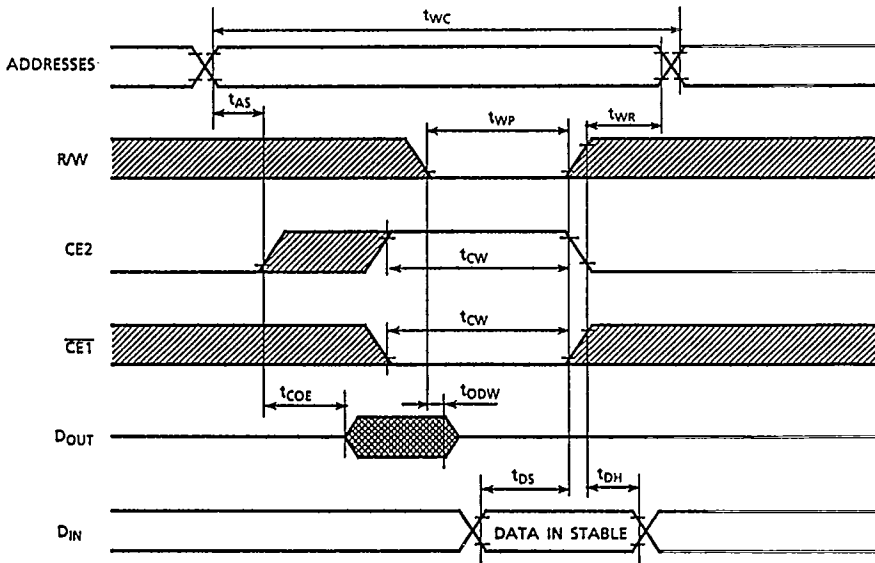 tWC
ADDRESSES
tAS
tWP
tWR
R/W
CE2
tCW
tCW
CE1
tCOE
tODW
DOUT
tDS
tDH
DIN
DATA IN STABLE